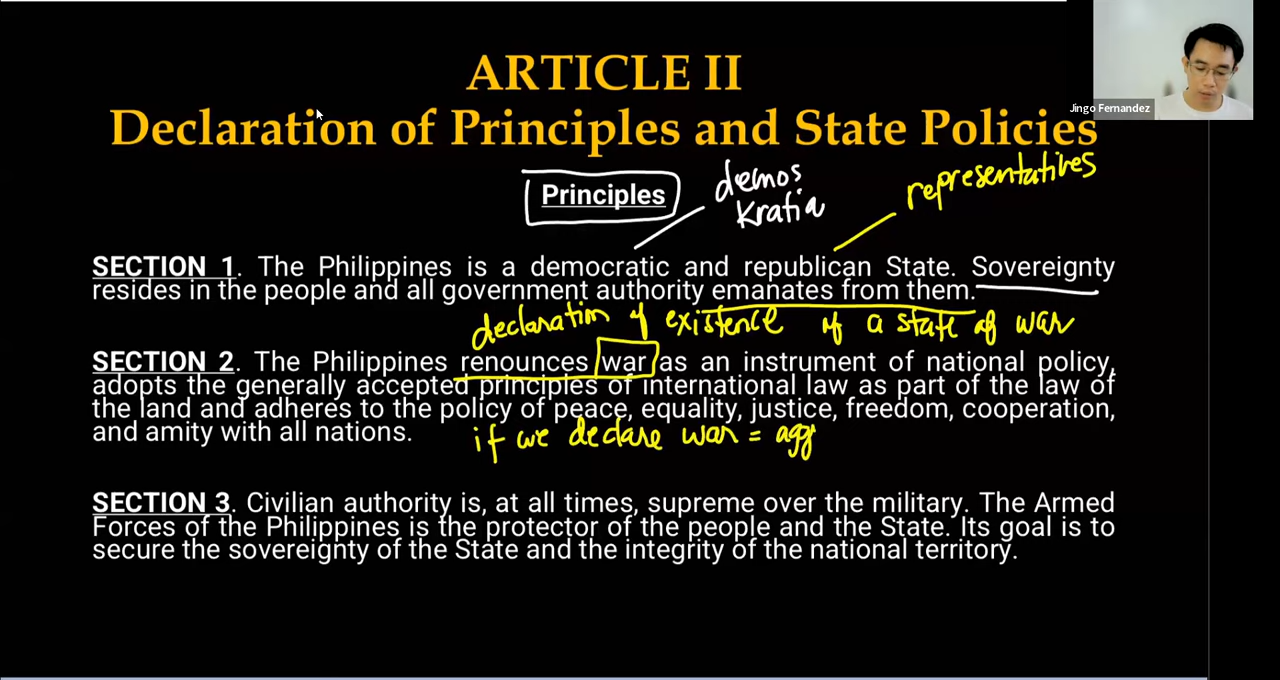 ARTICLE II
Declaration of Principles and State Policies
Jingo Fernandez
Principles
demos
kratia
representatives
SECTION 1. The Philippines is a democratic and republican State. Sovereignty
resides in the people and all government authority emanates from them.
declaration of existence of a state of war
SECTION 2. The Philippines renounces war as an instrument of national policy,
adopts the generally accepted principles of international law as part of the law of
the land and adheres to the policy of peace, equality, justice, freedom, cooperation,
and amity with all nations.
if we declare war = agg
SECTION 3. Civilian authority is, at all times, supreme over the military. The Armed
Forces of the Philippines is the protector of the people and the State. Its goal is to
secure the sovereignty of the State and the integrity of the national territory.